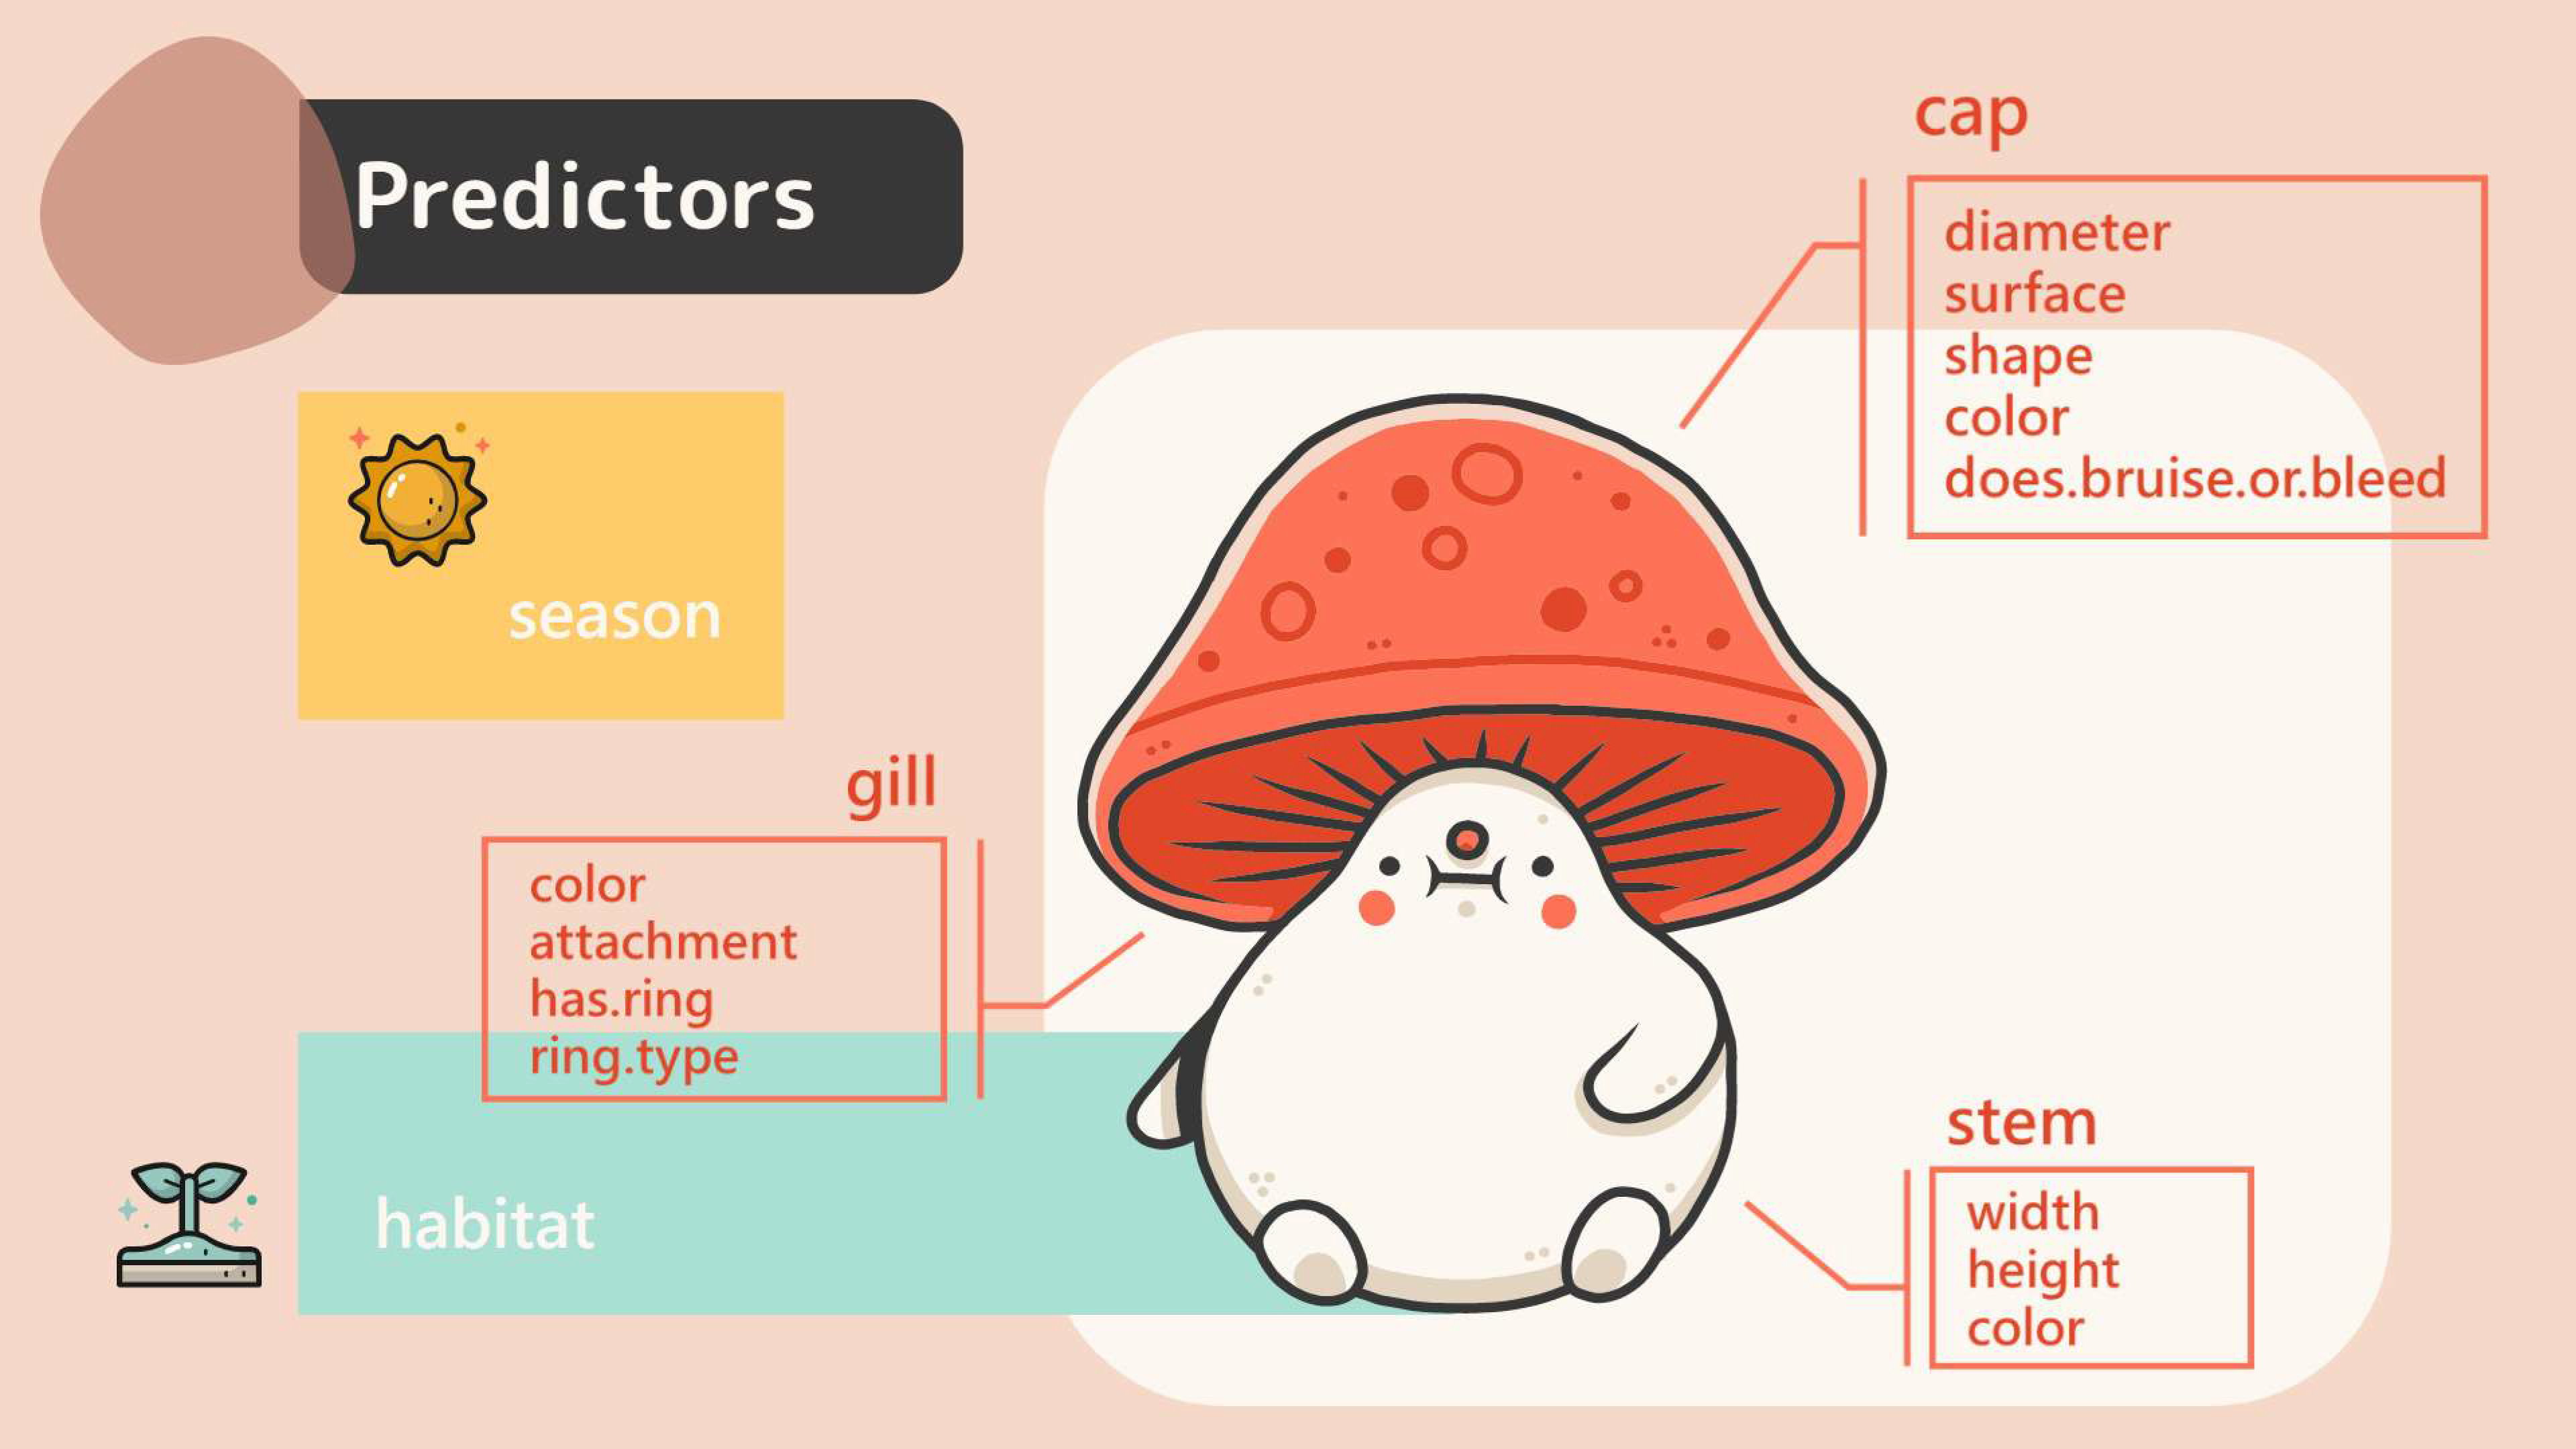 Predictors
cap
diameter
surface
shape
color
does.bruise.or.bleed
season
gill
color
attachment
has.ring
ring.type
habitat
stem
width
height
color